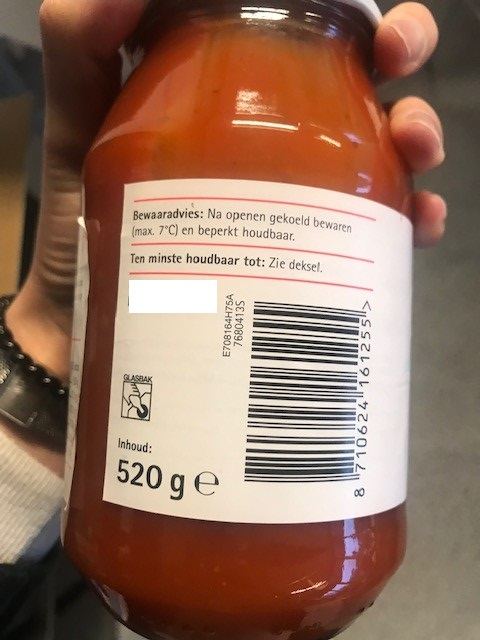 Bewaaradvies: Na openen gekoeld bewaren
(max. 7°C) en beperkt houdbaar.
Ten minste houdbaar tot: Zie deksel.
E708164H75A
7680413S
GLASBAK
Inhoud:
520 g e
8 710624 161255 >